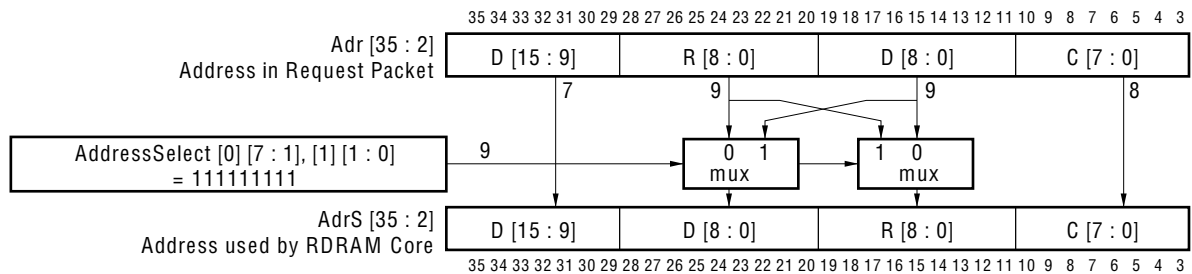 35 34 33 32 31 30 29 28 27 26 25 24 23 22 21 20 19 18 17 16 15 14 13 12 11 10 9 8 7 6 5 4 3
Adr [35 : 2]
Address in Request Packet
D [15 : 9] R [8 : 0] D [8 : 0] C [7 : 0]
7 9 9 8
AddressSelect [0] [7 : 1], [1] [1 : 0]
= 111111111
9
0 1 1 0
mux mux
AdrS [35 : 2]
Address used by RDRAM Core
D [15 : 9] D [8 : 0] R [8 : 0] C [7 : 0]
35 34 33 32 31 30 29 28 27 26 25 24 23 22 21 20 19 18 17 16 15 14 13 12 11 10 9 8 7 6 5 4 3